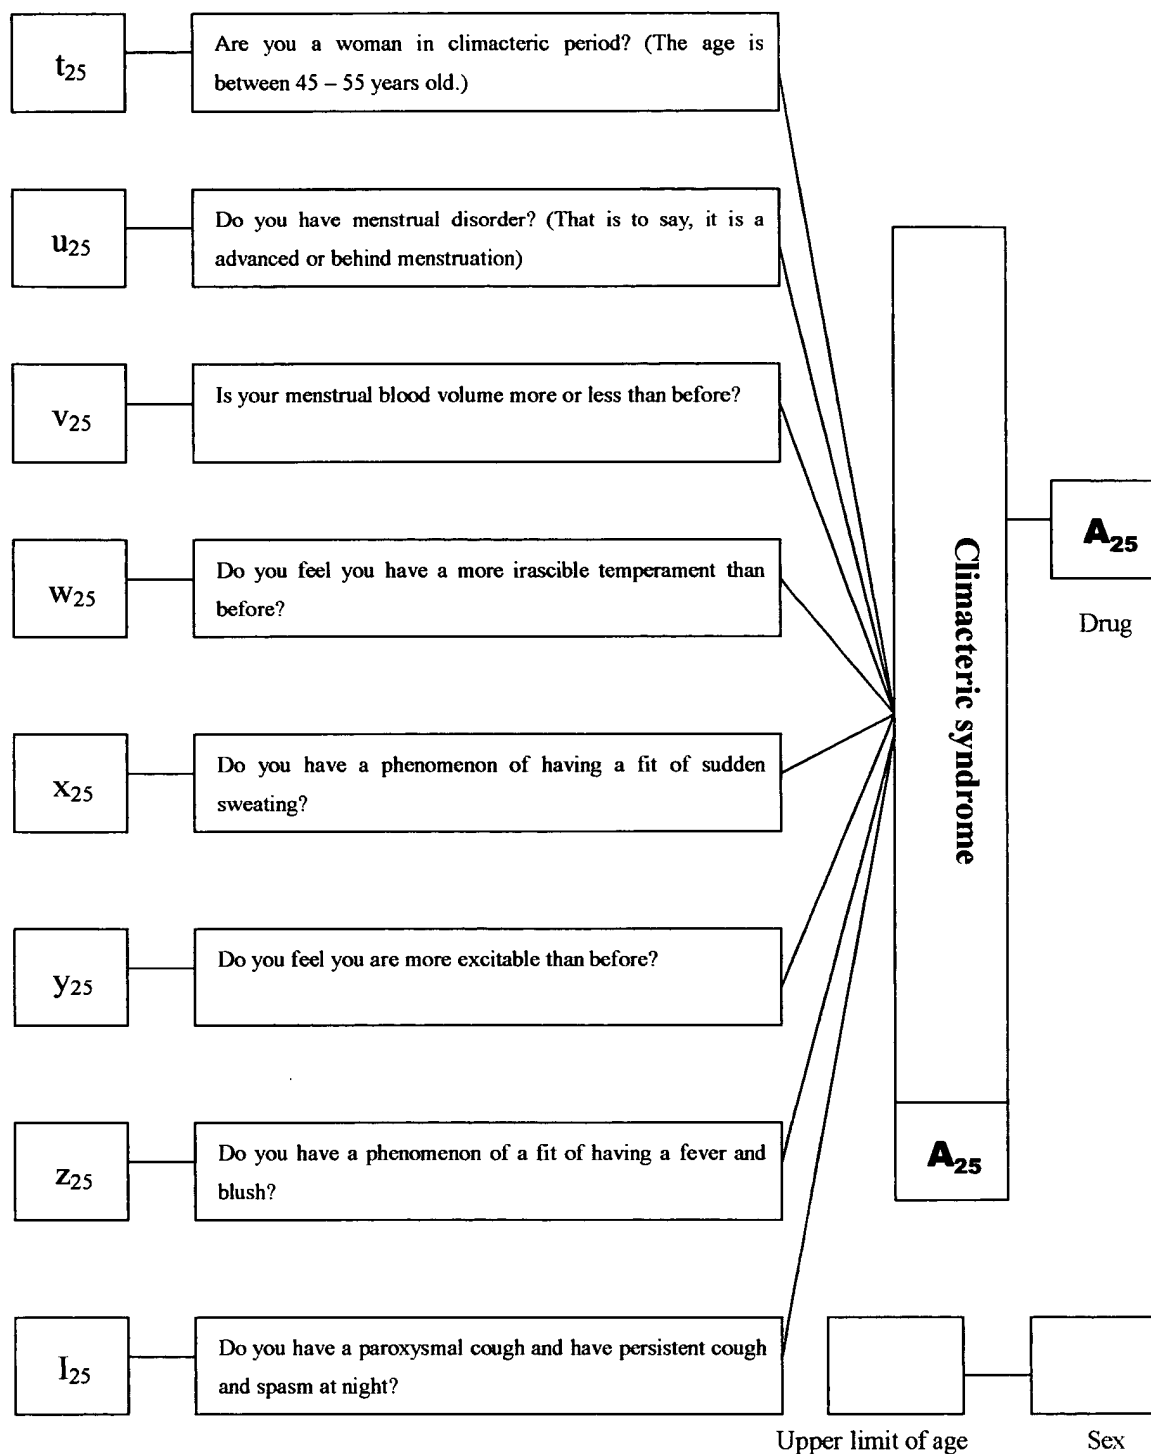 t25
Are you a woman in climacteric period? (The age is
between 45 – 55 years old.)
u25
Do you have menstrual disorder? (That is to say, it is a
advanced or behind menstruation)
v25
Is your menstrual blood volume more or less than before?
w25
Do you feel you have a more irascible temperament than
before?
x25
Do you have a phenomenon of having a fit of sudden
sweating?
y25
Do you feel you are more excitable than before?
z25
Do you have a phenomenon of a fit of having a fever and
blush?
I25
Do you have a paroxysmal cough and have persistent cough
and spasm at night?
Climacteric syndrome
A25
A25
Drug
Upper limit of age
Sex